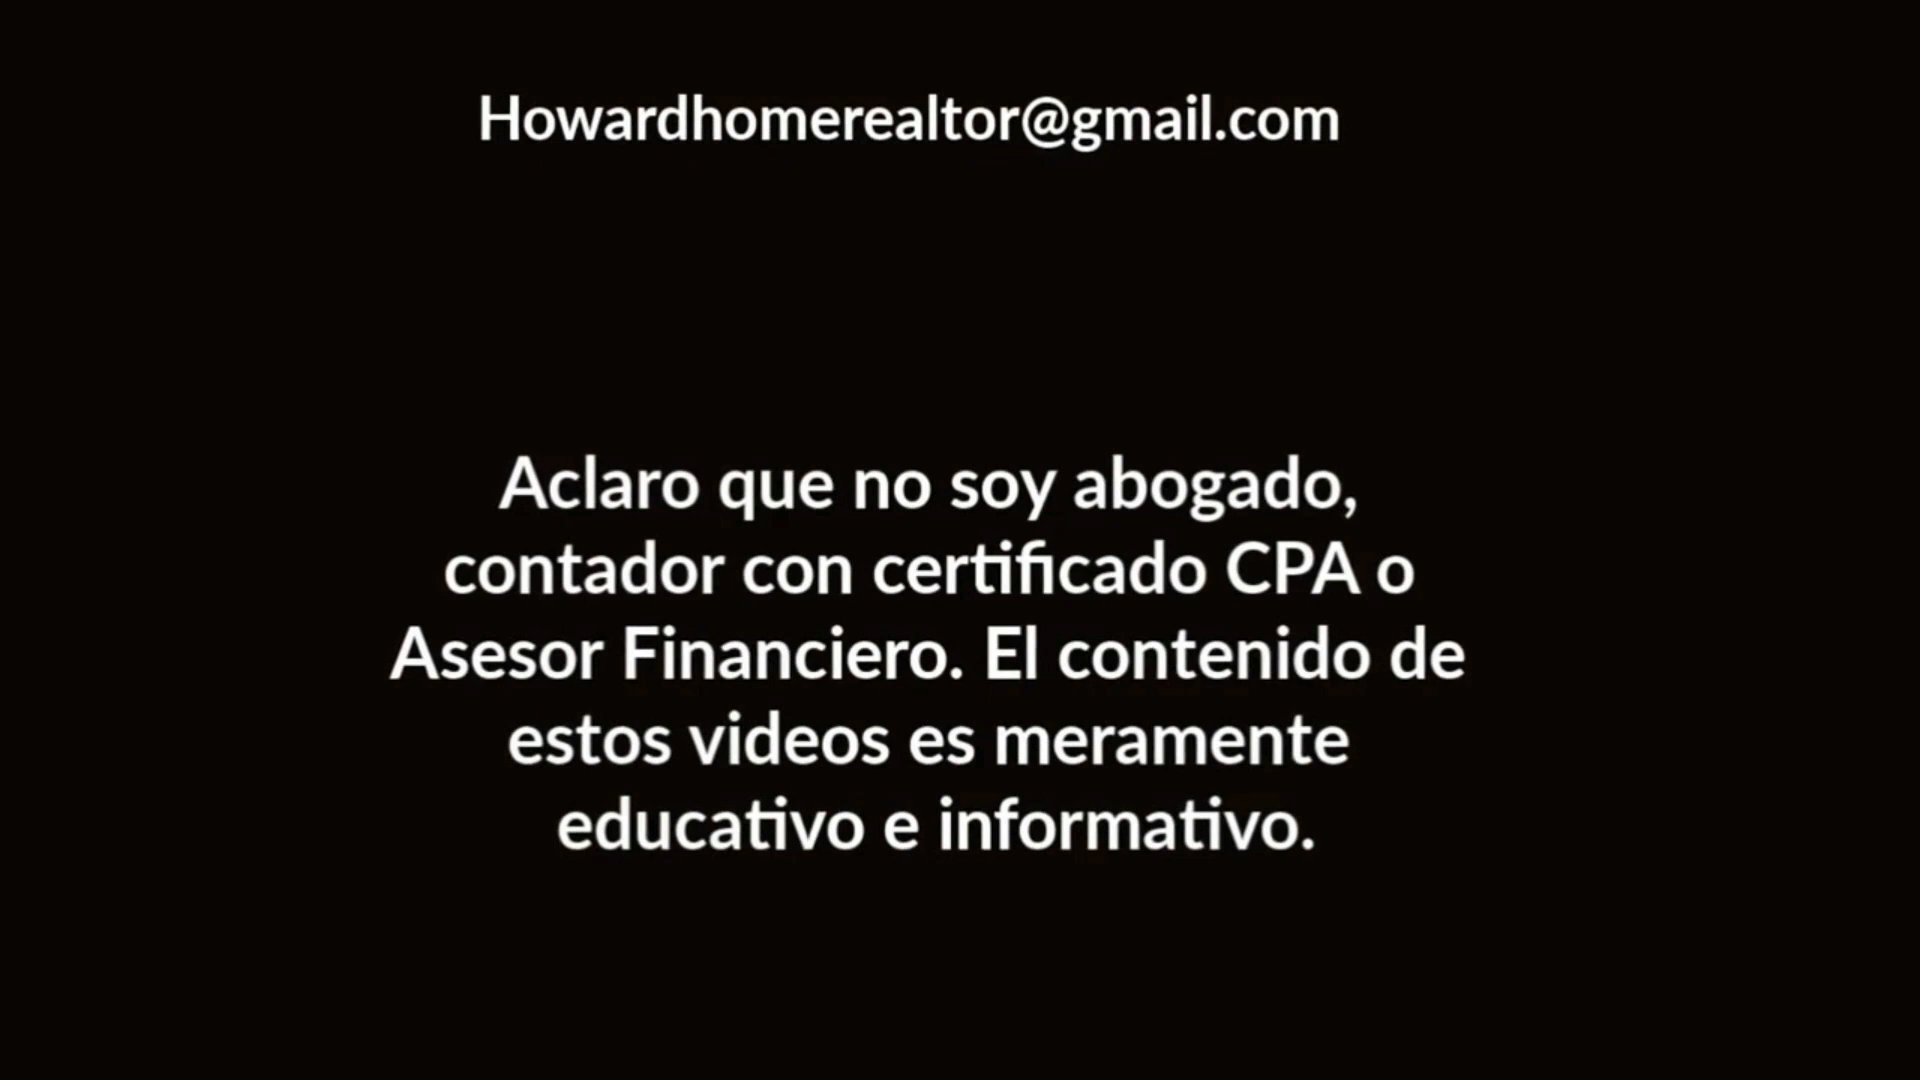 Howardhomerealtor@gmail.com
Aclaro que no soy abogado,
contador con certificado CPA o
Asesor Financiero. El contenido de
estos videos es meramente
educativo e informativo.